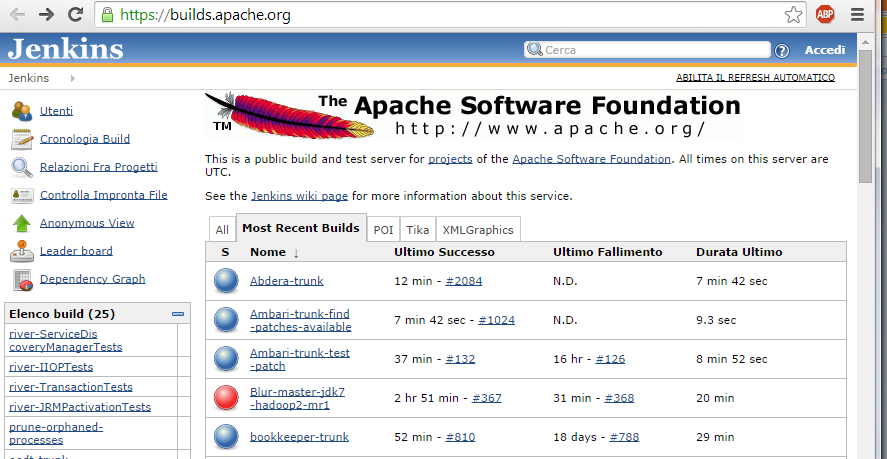 https://builds.apache.org
ABP
Jenkins
Cerca
?
Accedi
Jenkins
ABILITA IL REFRESH AUTOMATICO
Utenti
Cronologia Build
Relazioni Fra Progetti
Controlla Impronta File
Anonymous View
Leader board
Dependency Graph
Elenco build (25)
river-ServiceDis
coveryManagerTests
river-IIOPTests
river-TransactionTests
river-JRMPactivationTests
prune-orphaned-
processes
The Apache Software Foundation
TM
http://www.apache.org/
This is a public build and test server for projects of the Apache Software Foundation. All times on this server are
UTC.
See the Jenkins wiki page for more information about this service.
All Most Recent Builds POI Tika XMLGraphics
S Nome ↓ Ultimo Successo Ultimo Fallimento Durata Ultimo
Abdera-trunk 12 min - #2084 N.D. 7 min 42 sec
Ambari-trunk-find
-patches-available 7 min 42 sec - #1024 N.D. 9.3 sec
Ambari-trunk-test
-patch 37 min - #132 16 hr - #126 8 min 52 sec
Blur-master-jdk7
-hadoop2-mr1 2 hr 51 min - #367 31 min - #368 20 min
bookkeeper-trunk 52 min - #810 18 days - #788 29 min